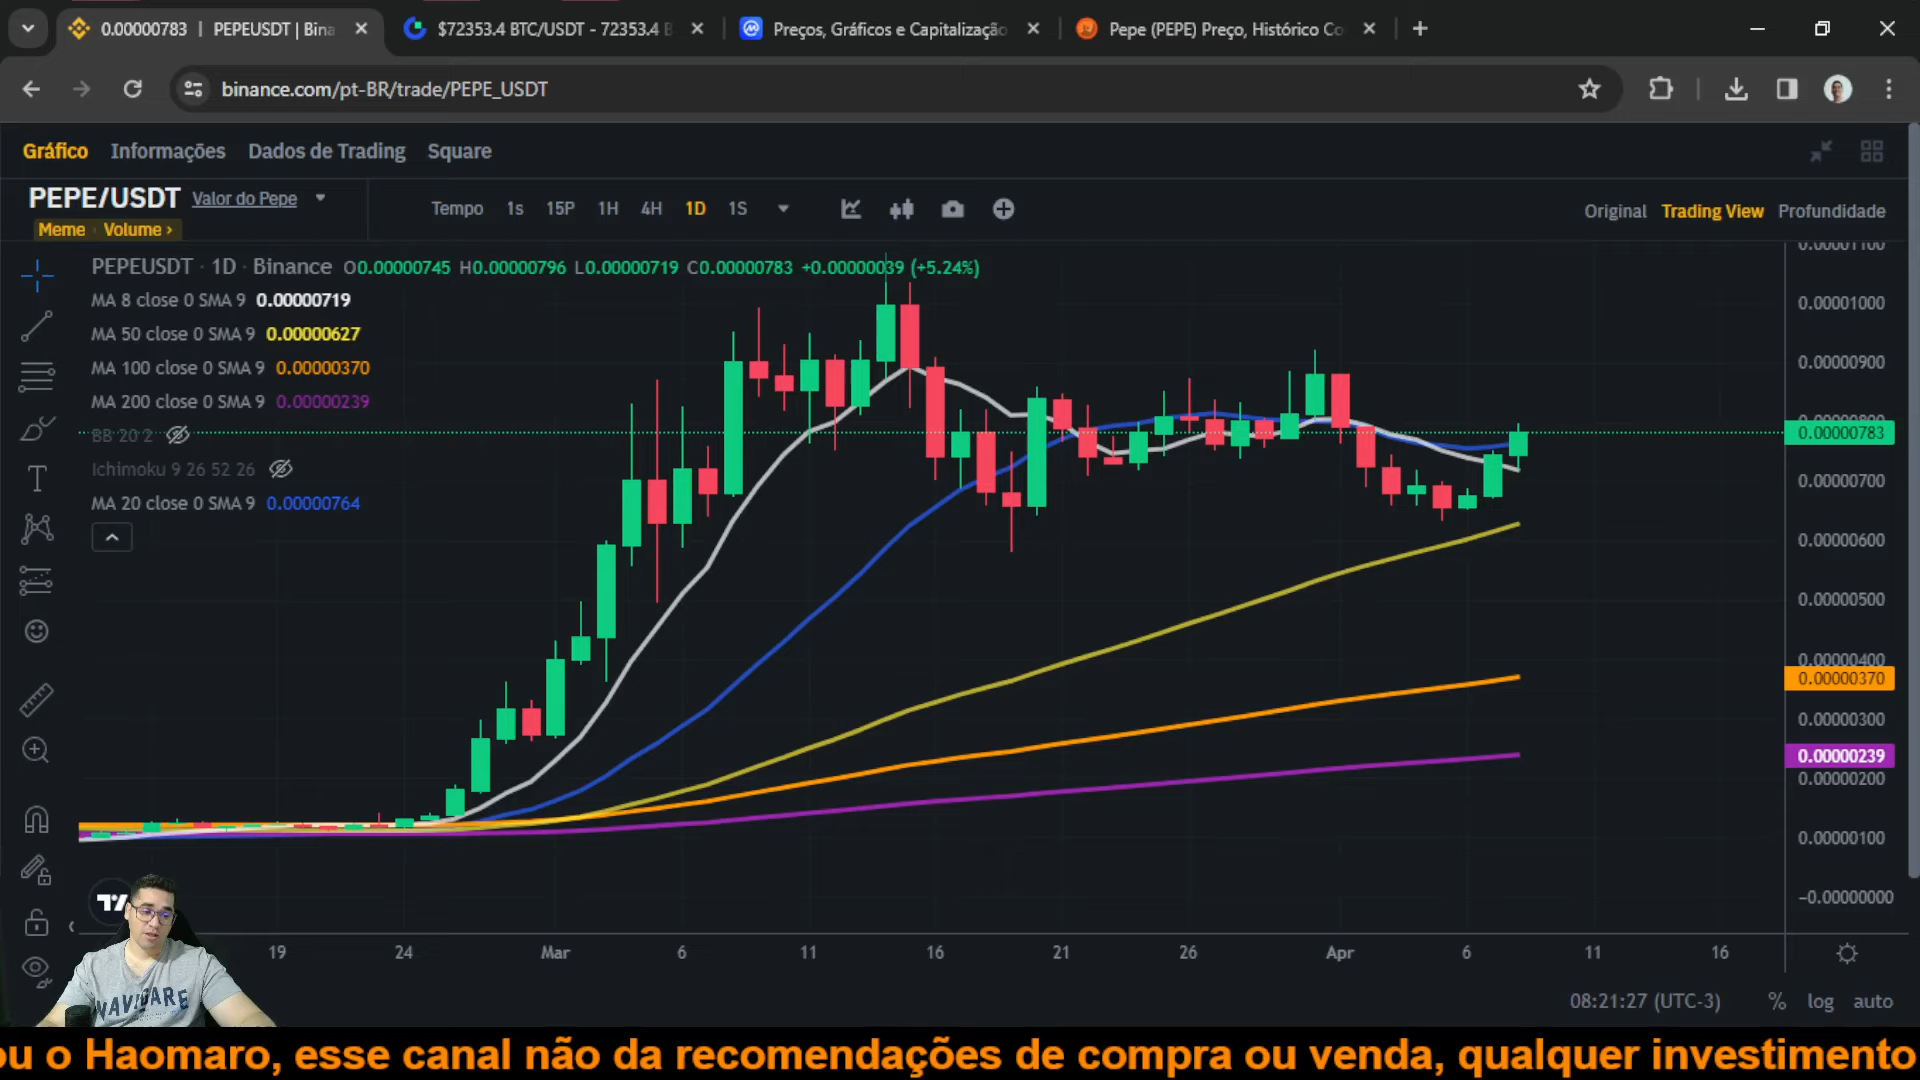 0.00000783 | PEPEUSDT | Bina
$72353.4 BTC/USDT - 72353.4 B
Preços, Gráficos e Capitalização
Pepe (PEPE) Preço, Histórico Co
binance.com/pt-BR/trade/PEPE_USDT
Gráfico Informações Dados de Trading Square
PEPE/USDT Valor do Pepe
Meme Volume ›
Tempo 1s 15P 1H 4H 1D 1S
Original Trading View Profundidade
PEPEUSDT · 1D · Binance O0.00000745 H0.00000796 L0.00000719 C0.00000783 +0.00000039 (+5.24%)
MA 8 close 0 SMA 9 0.00000719
MA 50 close 0 SMA 9 0.00000627
MA 100 close 0 SMA 9 0.00000370
MA 200 close 0 SMA 9 0.00000239
BB 20 2
Ichimoku 9 26 52 26
MA 20 close 0 SMA 9 0.00000764
0.00001100
0.00001000
0.00000900
0.00000800
0.00000783
0.00000700
0.00000600
0.00000500
0.00000400
0.00000370
0.00000300
0.00000239
0.00000200
0.00000100
−0.00000000
19 24 Mar 6 11 16 21 26 Apr 6 11 16
08:21:27 (UTC-3) % log auto
NAVIGARE
ou o Haomaro, esse canal não da recomendações de compra ou venda, qualquer investimento